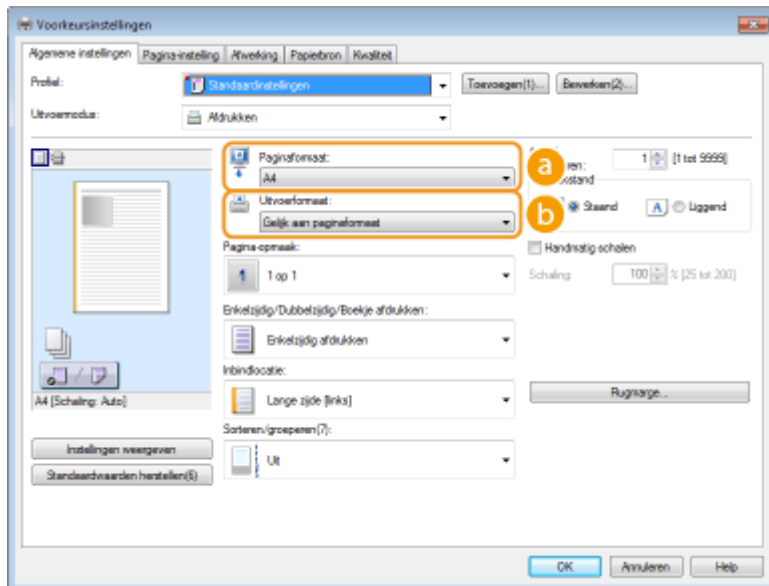 Voorkeursinstellingen
Algemene instellingen Pagina-instelling Afwerking Papierbron Kwaliteit
Profiel: Standaardinstellingen Toevoegen(1)... Bewerken(2)...
Uitvoermodus: Afdrukken
Paginaformaat:
A4
a
ren: 1 [1 tot 9999]
Uitvoerformaat:
Gelijk aan paginaformaat
b
stand
Staand A Liggend
Pagina-opmaak:
1 1 op 1
Handmatig schalen
Schaling: 100 % [25 tot 200]
Enkelzijdig/Dubbelzijdig/Boekje afdrukken:
Enkelzijdig afdrukken
Inbindlocatie:
Lange zijde [links]
Rugmarge...
A4 [Schaling: Auto]
Sorteren/groeperen(7):
Uit
Instellingen weergeven
Standaardwaarden herstellen(6)
OK Annuleren Help